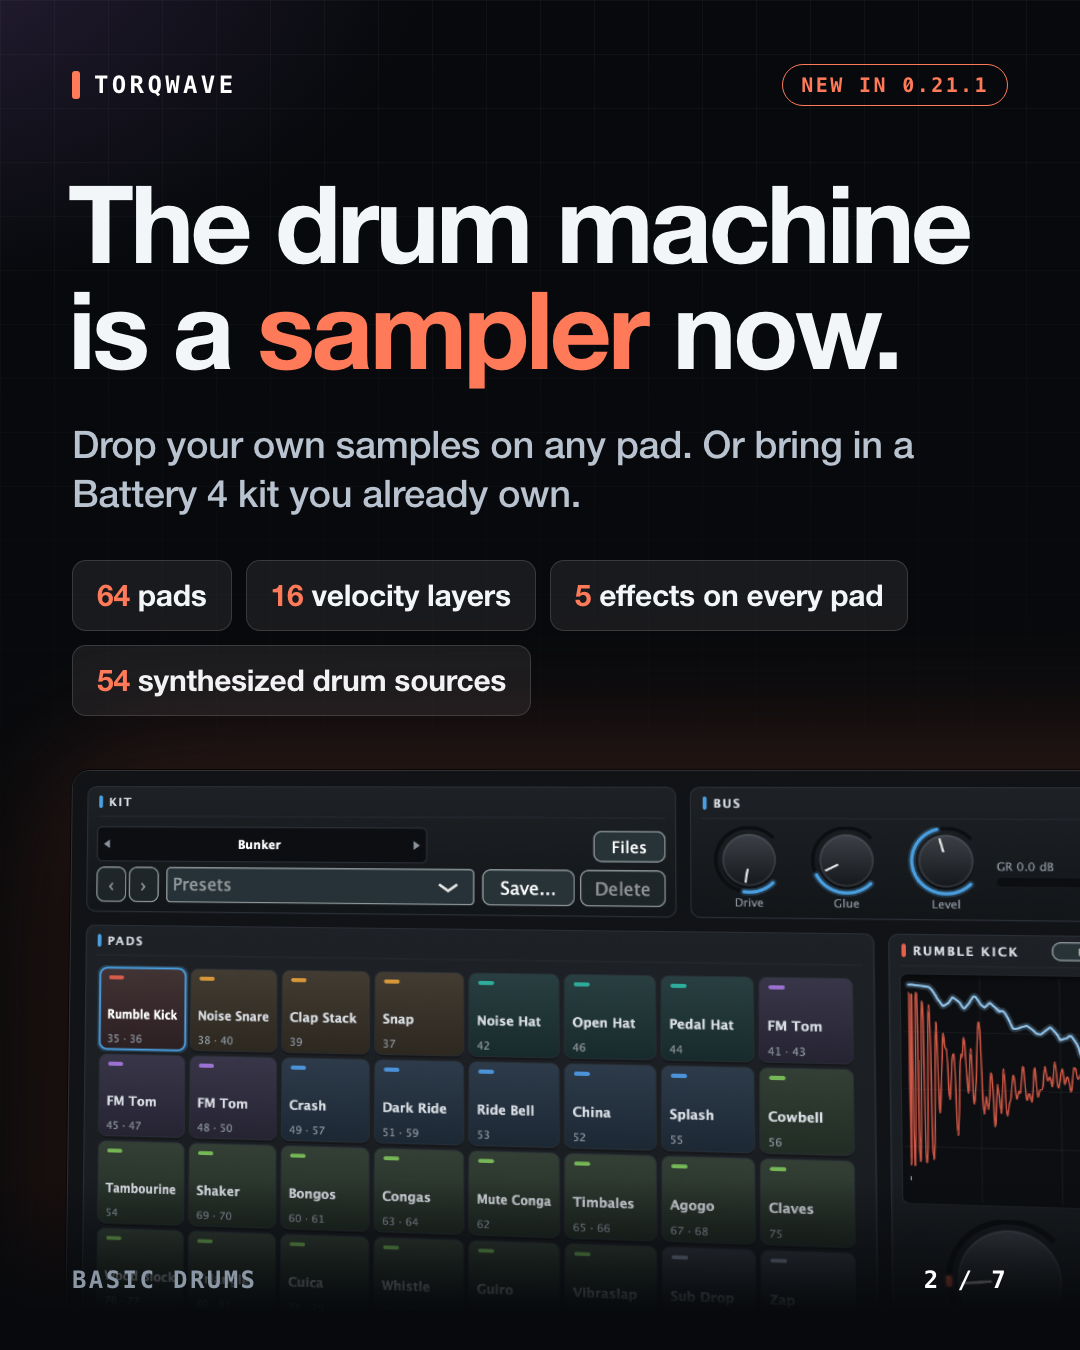 TORQWAVE
NEW IN 0.21.1
The drum machine
is a sampler now.
Drop your own samples on any pad. Or bring in a
Battery 4 kit you already own.
64 pads
16 velocity layers
5 effects on every pad
54 synthesized drum sources
KIT
Bunker
Files
Presets
Save...
Delete
BUS
Drive
Glue
Level
GR 0.0 dB
PADS
Rumble Kick
35 · 36
Noise Snare
38 · 40
Clap Stack
39
Snap
37
Noise Hat
42
Open Hat
46
Pedal Hat
44
FM Tom
41 · 43
FM Tom
45 · 47
FM Tom
48 · 50
Crash
49 · 57
Dark Ride
51 · 59
Ride Bell
53
China
52
Splash
55
Cowbell
56
Tambourine
54
Shaker
69 · 70
Bongos
60 · 61
Congas
63 · 64
Mute Conga
62
Timbales
65 · 66
Agogo
67 · 68
Claves
75
Wood Block
Cuica
Whistle
Guiro
Vibraslap
Sub Drop
Zap
RUMBLE KICK
BASIC DRUMS
2 / 7